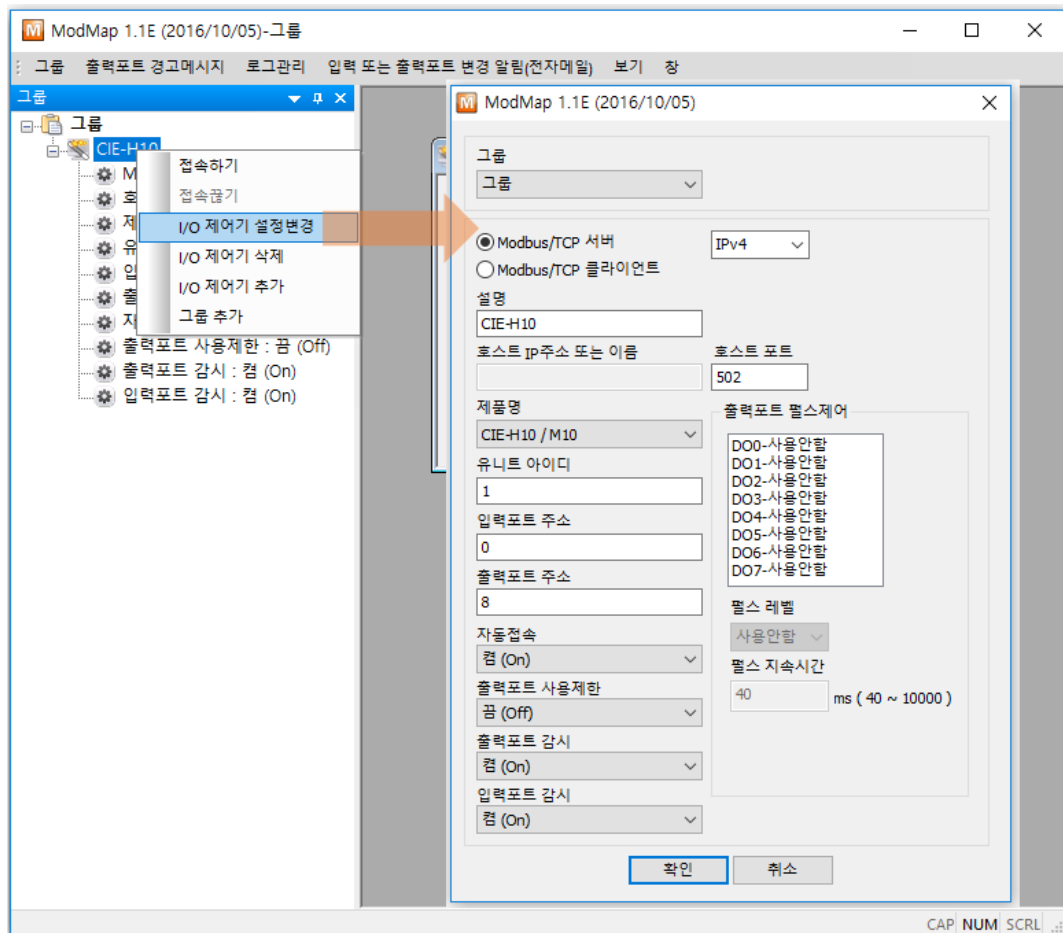 ModMap 1.1E (2016/10/05)-그룹
그룹 출력포트 경고메시지 로그관리 입력 또는 출력포트 변경 알림(전자메일) 보기 창
그룹
그룹
CIE-H10
M
호
제
유
입
출
자
출력포트 사용제한 : 끔 (Off)
출력포트 감시 : 켬 (On)
입력포트 감시 : 켬 (On)
접속하기
접속끊기
I/O 제어기 설정변경
I/O 제어기 삭제
I/O 제어기 추가
그룹 추가
ModMap 1.1E (2016/10/05)
그룹
그룹
Modbus/TCP 서버 IPv4
Modbus/TCP 클라이언트
설명
CIE-H10
호스트 IP주소 또는 이름 호스트 포트
502
제품명
CIE-H10 / M10
유니트 아이디
1
입력포트 주소
0
출력포트 주소
8
자동접속
켬 (On)
출력포트 사용제한
끔 (Off)
출력포트 감시
켬 (On)
입력포트 감시
켬 (On)
출력포트 펄스제어
DO0-사용안함
DO1-사용안함
DO2-사용안함
DO3-사용안함
DO4-사용안함
DO5-사용안함
DO6-사용안함
DO7-사용안함
펄스 레벨
사용안함
펄스 지속시간
40 ms ( 40 ~ 10000 )
확인 취소
CAP NUM SCRL